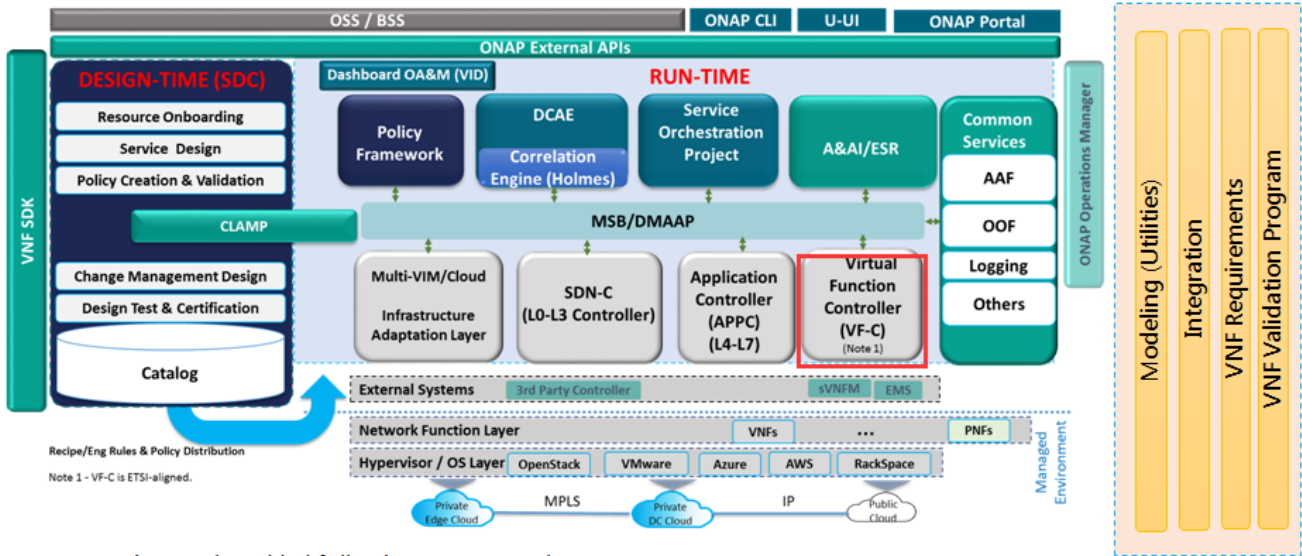 OSS / BSS
ONAP CLI
U-UI
ONAP Portal
ONAP External APIs
VNF SDK
DESIGN-TIME (SDC)
Resource Onboarding
Service Design
Policy Creation & Validation
CLAMP
Change Management Design
Design Test & Certification
Catalog
Dashboard OA&M (VID)
RUN-TIME
Policy
Framework
DCAE
Correlation
Engine (Holmes)
Service
Orchestration
Project
A&AI/ESR
Common
Services
AAF
OOF
Logging
Others
MSB/DMAAP
Multi-VIM/Cloud
Infrastructure
Adaptation Layer
SDN-C
(L0-L3 Controller)
Application
Controller
(APPC)
(L4-L7)
Virtual
Function
Controller
(VF-C)
(Note 1)
ONAP Operations Manager
External Systems
3rd Party Controller
sVNFM
EMS
Network Function Layer
VNFs
...
PNFs
Hypervisor / OS Layer
OpenStack
VMware
Azure
AWS
RackSpace
Managed
Environment
Recipe/Eng Rules & Policy Distribution
Note 1 - VF-C is ETSI-aligned.
Private
Edge Cloud
MPLS
Private
DC Cloud
IP
Public
Cloud
Modeling (Utilities)
Integration
VNF Requirements
VNF Validation Program